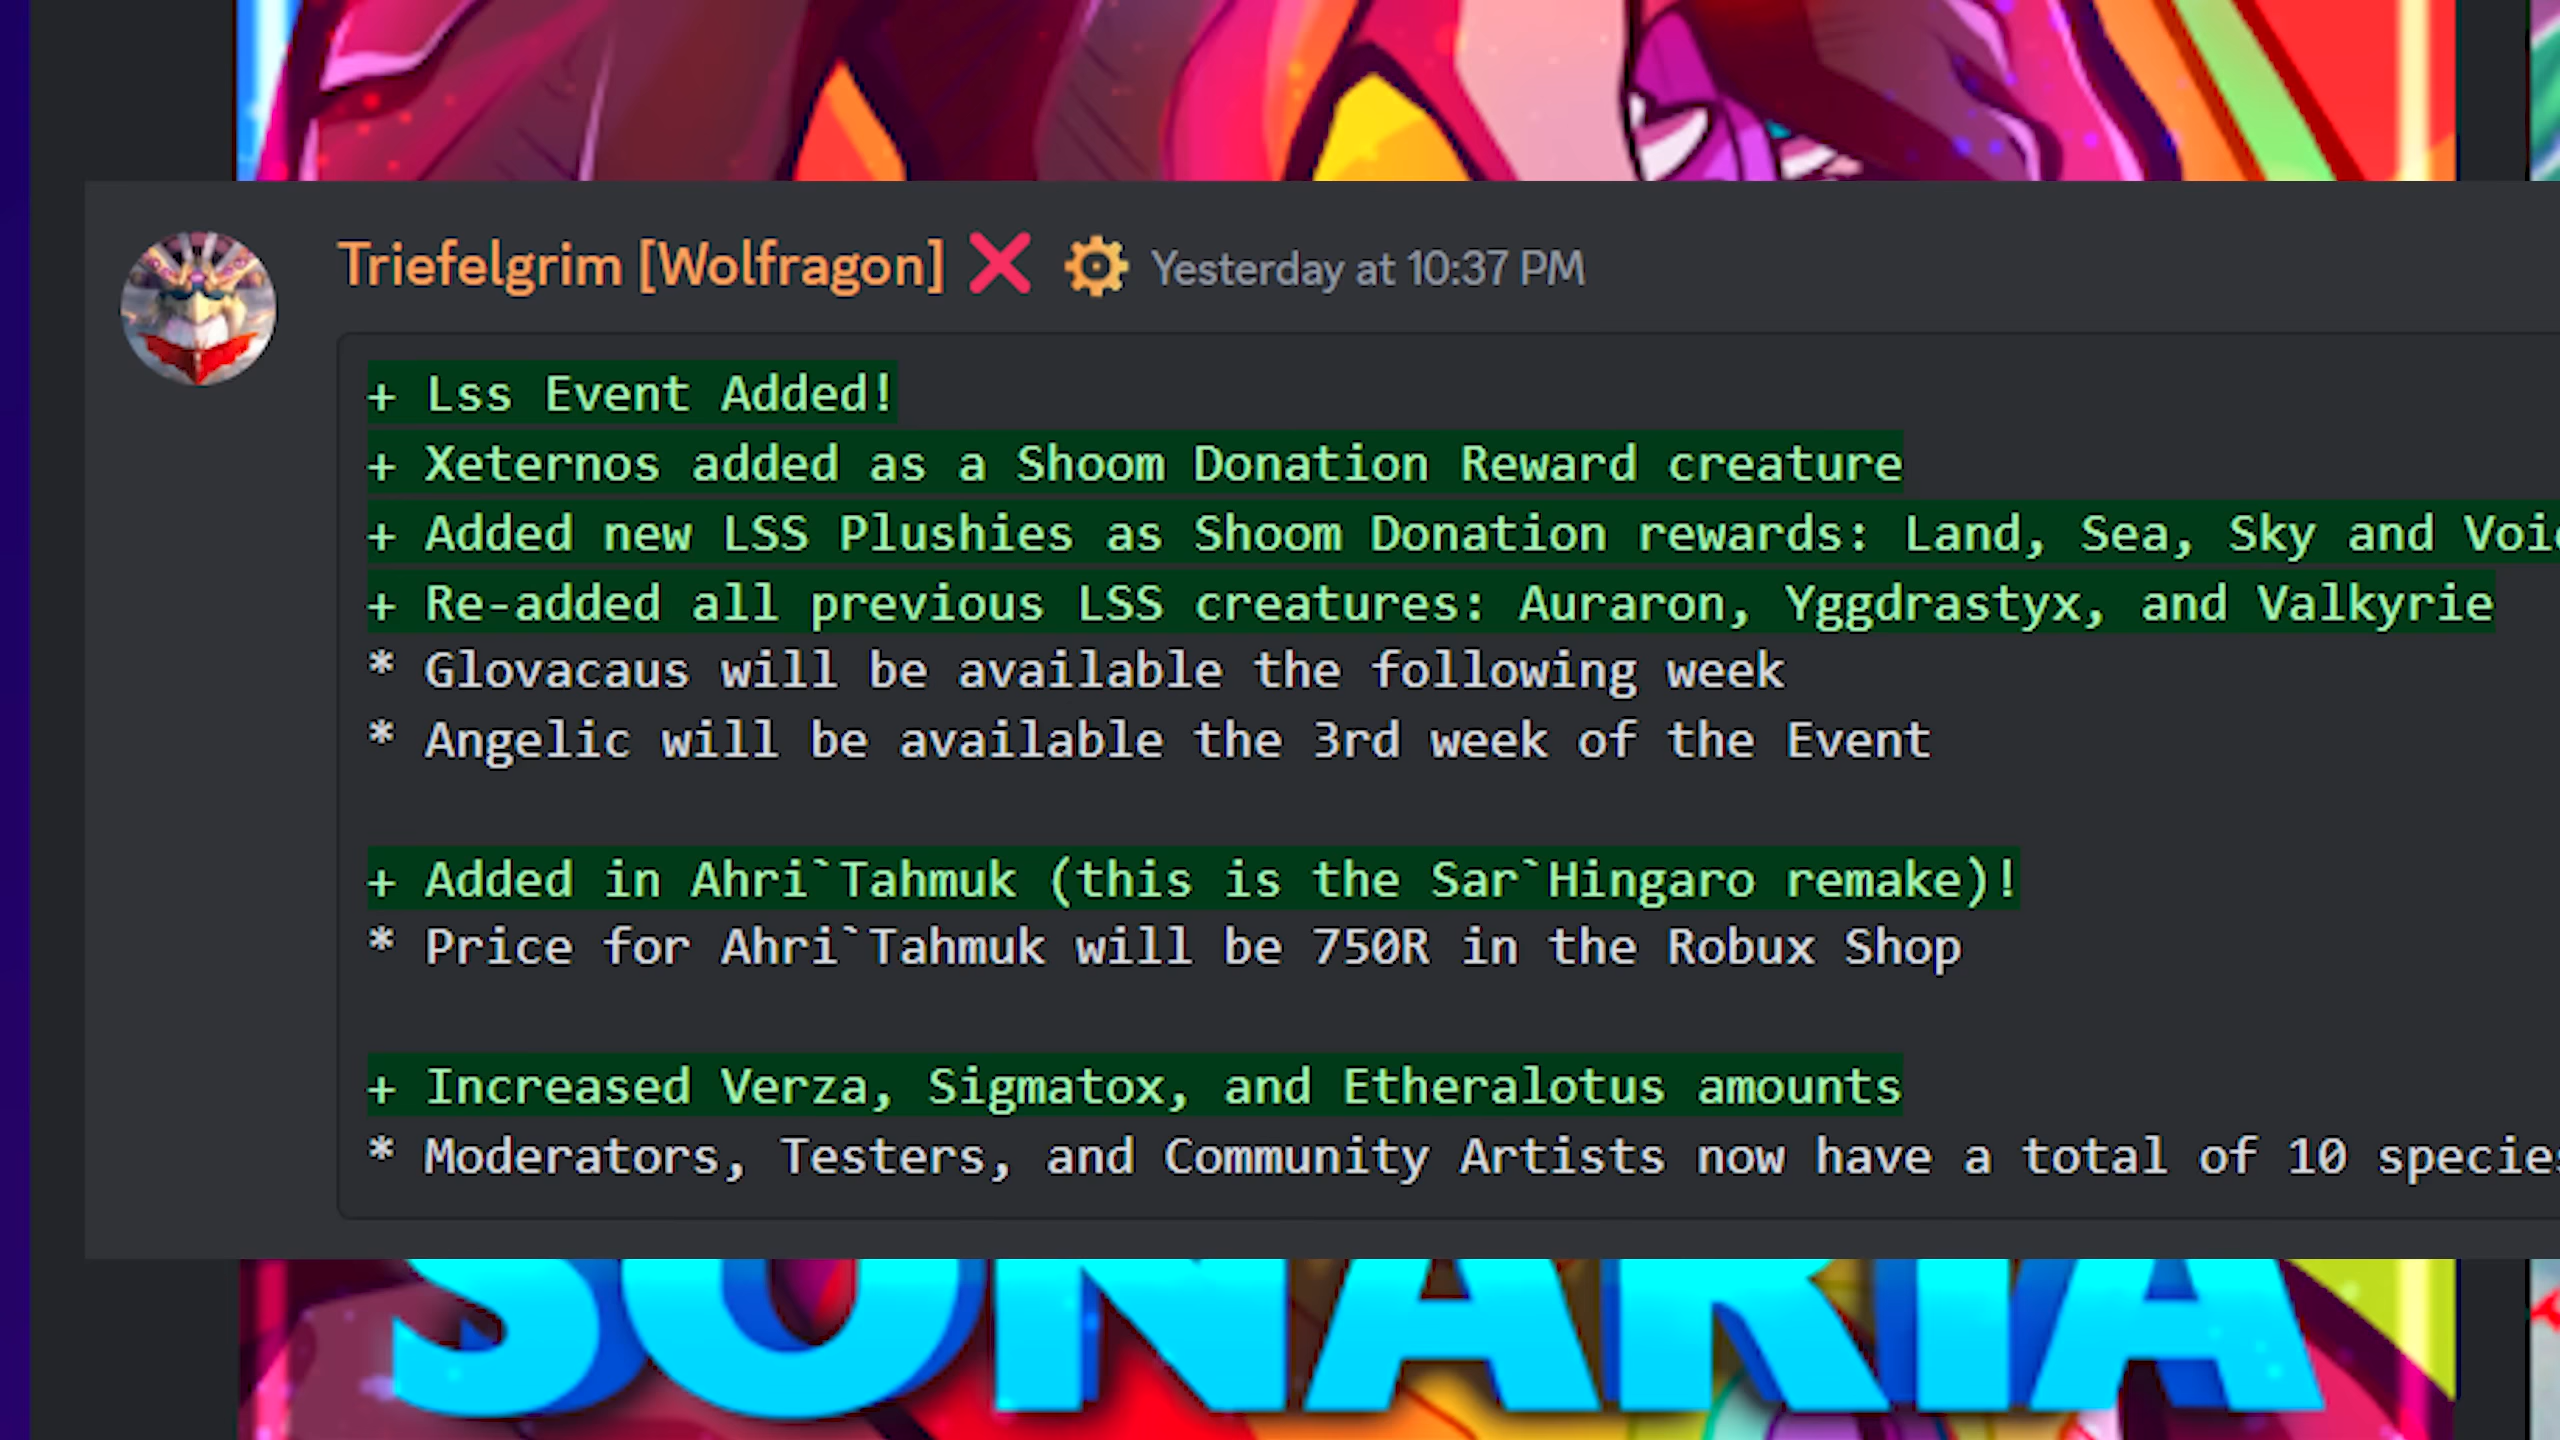 Triefelgrim [Wolfragon] Yesterday at 10:37 PM
+ Lss Event Added!
+ Xeternos added as a Shoom Donation Reward creature
+ Added new LSS Plushies as Shoom Donation rewards: Land, Sea, Sky and
+ Re-added all previous LSS creatures: Auraron, Yggdrastyx, and Valkyrie
* Glovacaus will be available the following week
* Angelic will be available the 3rd week of the Event
+ Added in Ahri`Tahmuk (this is the Sar`Hingaro remake)!
* Price for Ahri`Tahmuk will be 750R in the Robux Shop
+ Increased Verza, Sigmatox, and Etheralotus amounts
* Moderators, Testers, and Community Artists now have a total of 10 species
SONARIA